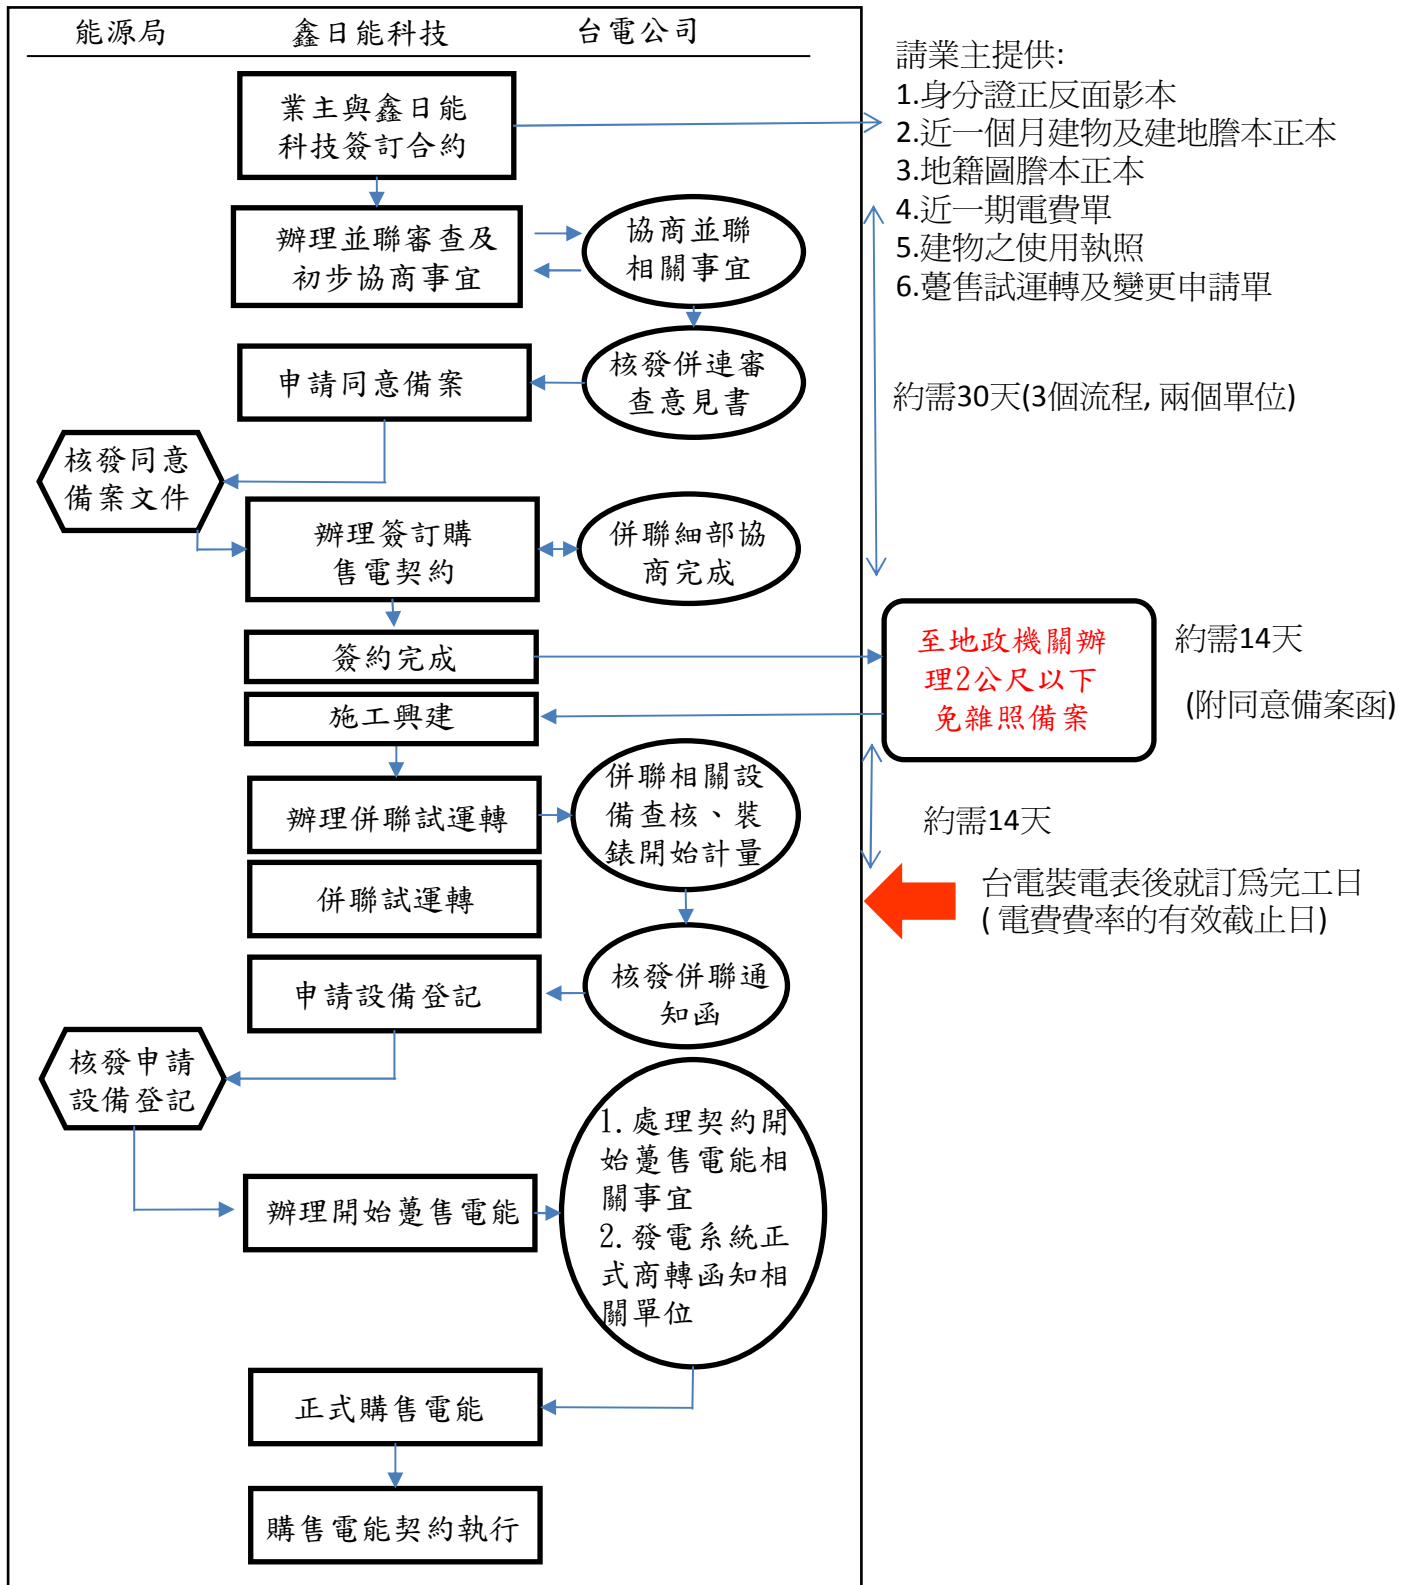 能源局
鑫日能科技
台電公司
業主與鑫日能
科技簽訂合約
請業主提供:
1.身分證正反面影本
2.近一個月建物及建地謄本正本
3.地籍圖謄本正本
4.近一期電費單
5.建物之使用執照
6.躉售試運轉及變更申請單
辦理並聯審查及
初步協商事宜
協商並聯
相關事宜
申請同意備案
核發併連審
查意見書
約需30天(3個流程, 兩個單位)
核發同意
備案文件
辦理簽訂購
售電契約
併聯細部協
商完成
簽約完成
至地政機關辦
理2公尺以下
免雜照備案
約需14天
(附同意備案函)
施工興建
辦理併聯試運轉
併聯相關設
備查核、裝
錶開始計量
約需14天
併聯試運轉
台電裝電表後就訂為完工日
( 電費費率的有效截止日)
申請設備登記
核發併聯通
知函
核發申請
設備登記
1.處理契約開
始躉售電能相
關事宜
2.發電系統正
式商轉函知相
關單位
辦理開始躉售電能
正式購售電能
購售電能契約執行